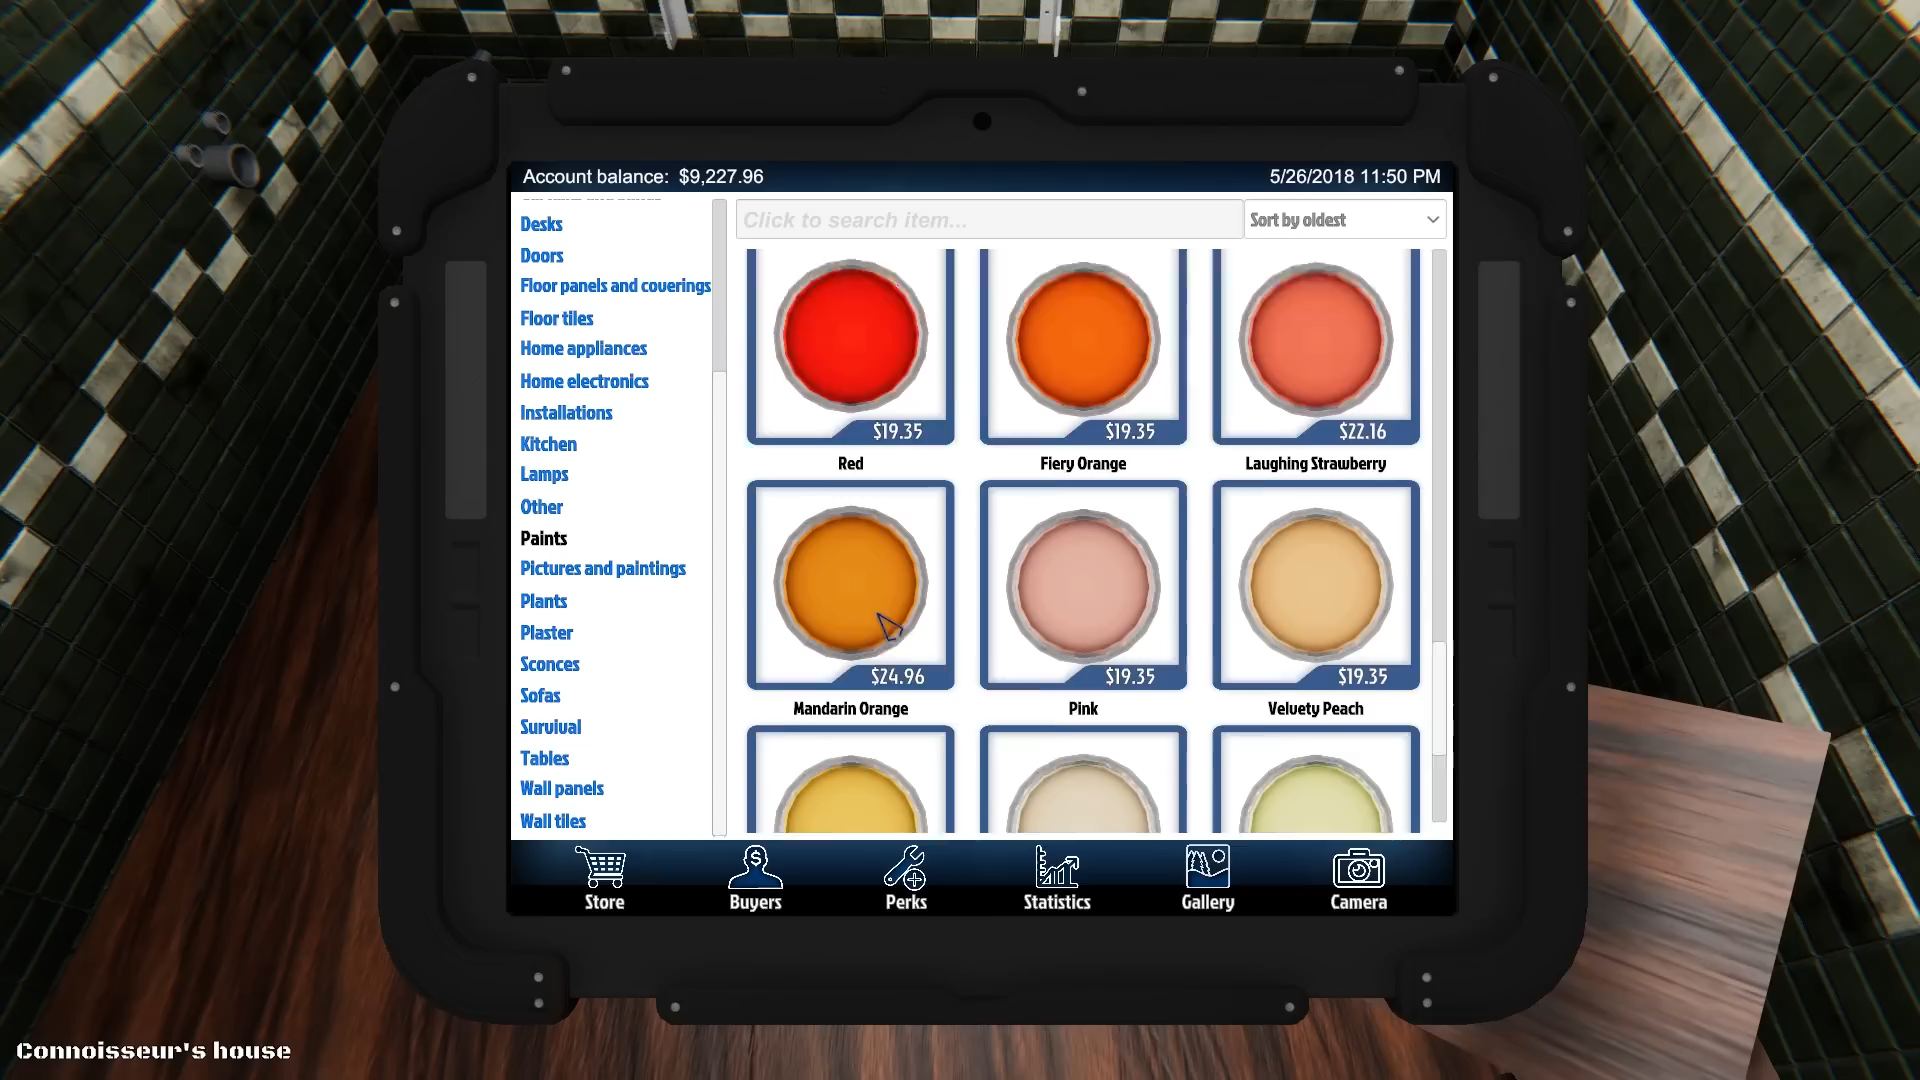 Account balance: $9,227.96
5/26/2018 11:50 PM
Desks
Doors
Floor panels and coverings
Floor tiles
Home appliances
Home electronics
Installations
Kitchen
Lamps
Other
Paints
Pictures and paintings
Plants
Plaster
Sconces
Sofas
Survival
Tables
Wall panels
Wall tiles
Click to search item...
Sort by oldest
$19.35
$19.35
$22.16
Red
Fiery Orange
Laughing Strawberry
$24.96
$19.35
$19.35
Mandarin Orange
Pink
Velvety Peach
Store
Buyers
Perks
Statistics
Gallery
Camera
Connoisseur's house